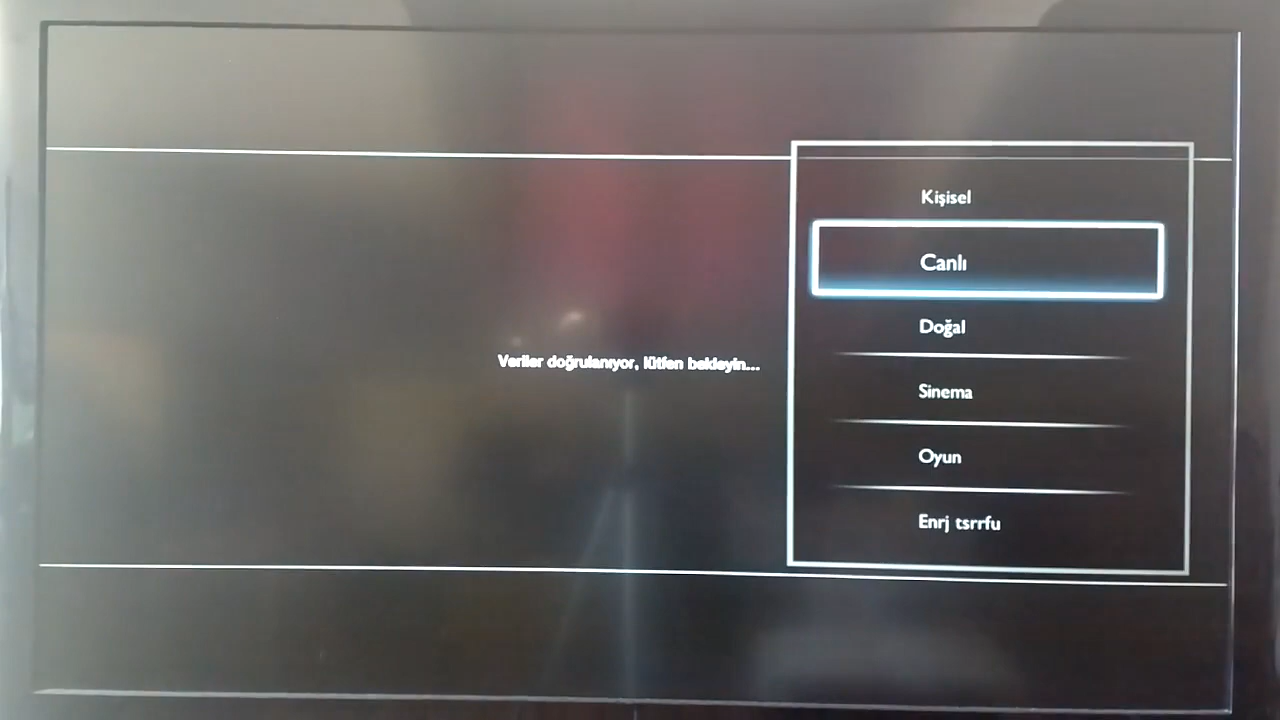 Kişisel
Canlı
Doğal
Veriler doğrulanıyor, lütfen bekleyin...
Sinema
Oyun
Enrj tsrrfu